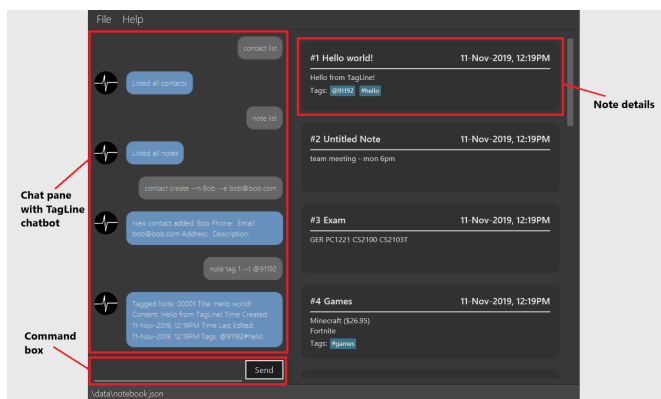 File Help
contact list
Listed all contacts
note list
Listed all notes
contact create --n Bob --e bob@bob.com
New contact added: Bob Phone: Email:
bob@bob.com Address: Description:
note tag 1 --t @91192
Tagged Note: 00001 Title: Hello world!
Content: Hello from TagLine! Time Created:
11-Nov-2019, 12:19PM Time Last Edited:
11-Nov-2019, 12:19PM Tags: @91192#hello
Send
\data\notebook.json
#1 Hello world! 11-Nov-2019, 12:19PM
Hello from TagLine!
Tags: @91192 #hello
#2 Untitled Note 11-Nov-2019, 12:19PM
team meeting - mon 6pm
#3 Exam 11-Nov-2019, 12:19PM
GER PC1221 CS2100 CS2103T
#4 Games 11-Nov-2019, 12:19PM
Minecraft ($26.95)
Fortnite
Tags: #games
Chat pane
with TagLine
chatbot
Command
box
Note details